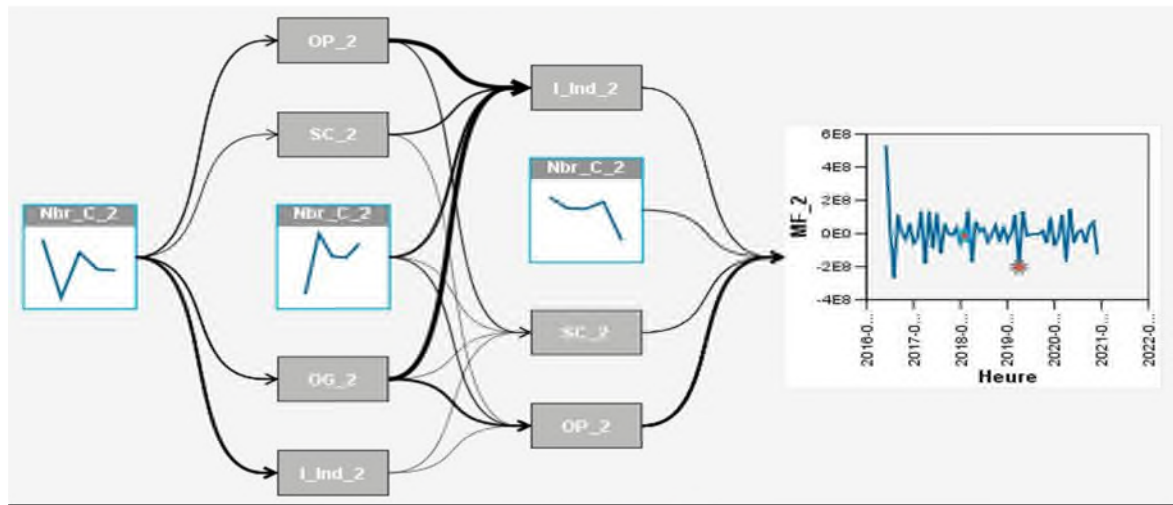 OP_2
SC_2
Nbr_C_2
Nbr_C_2
OG_2
I_Ind_2
I_Ind_2
Nbr_C_2
SC_2
OP_2
6E8
4E8
2E8
0E0
-2E8
-4E8
MF_2
2016-0...
2017-0...
2018-0...
2019-0...
2020-0...
2021-0...
2022-0...
Heure